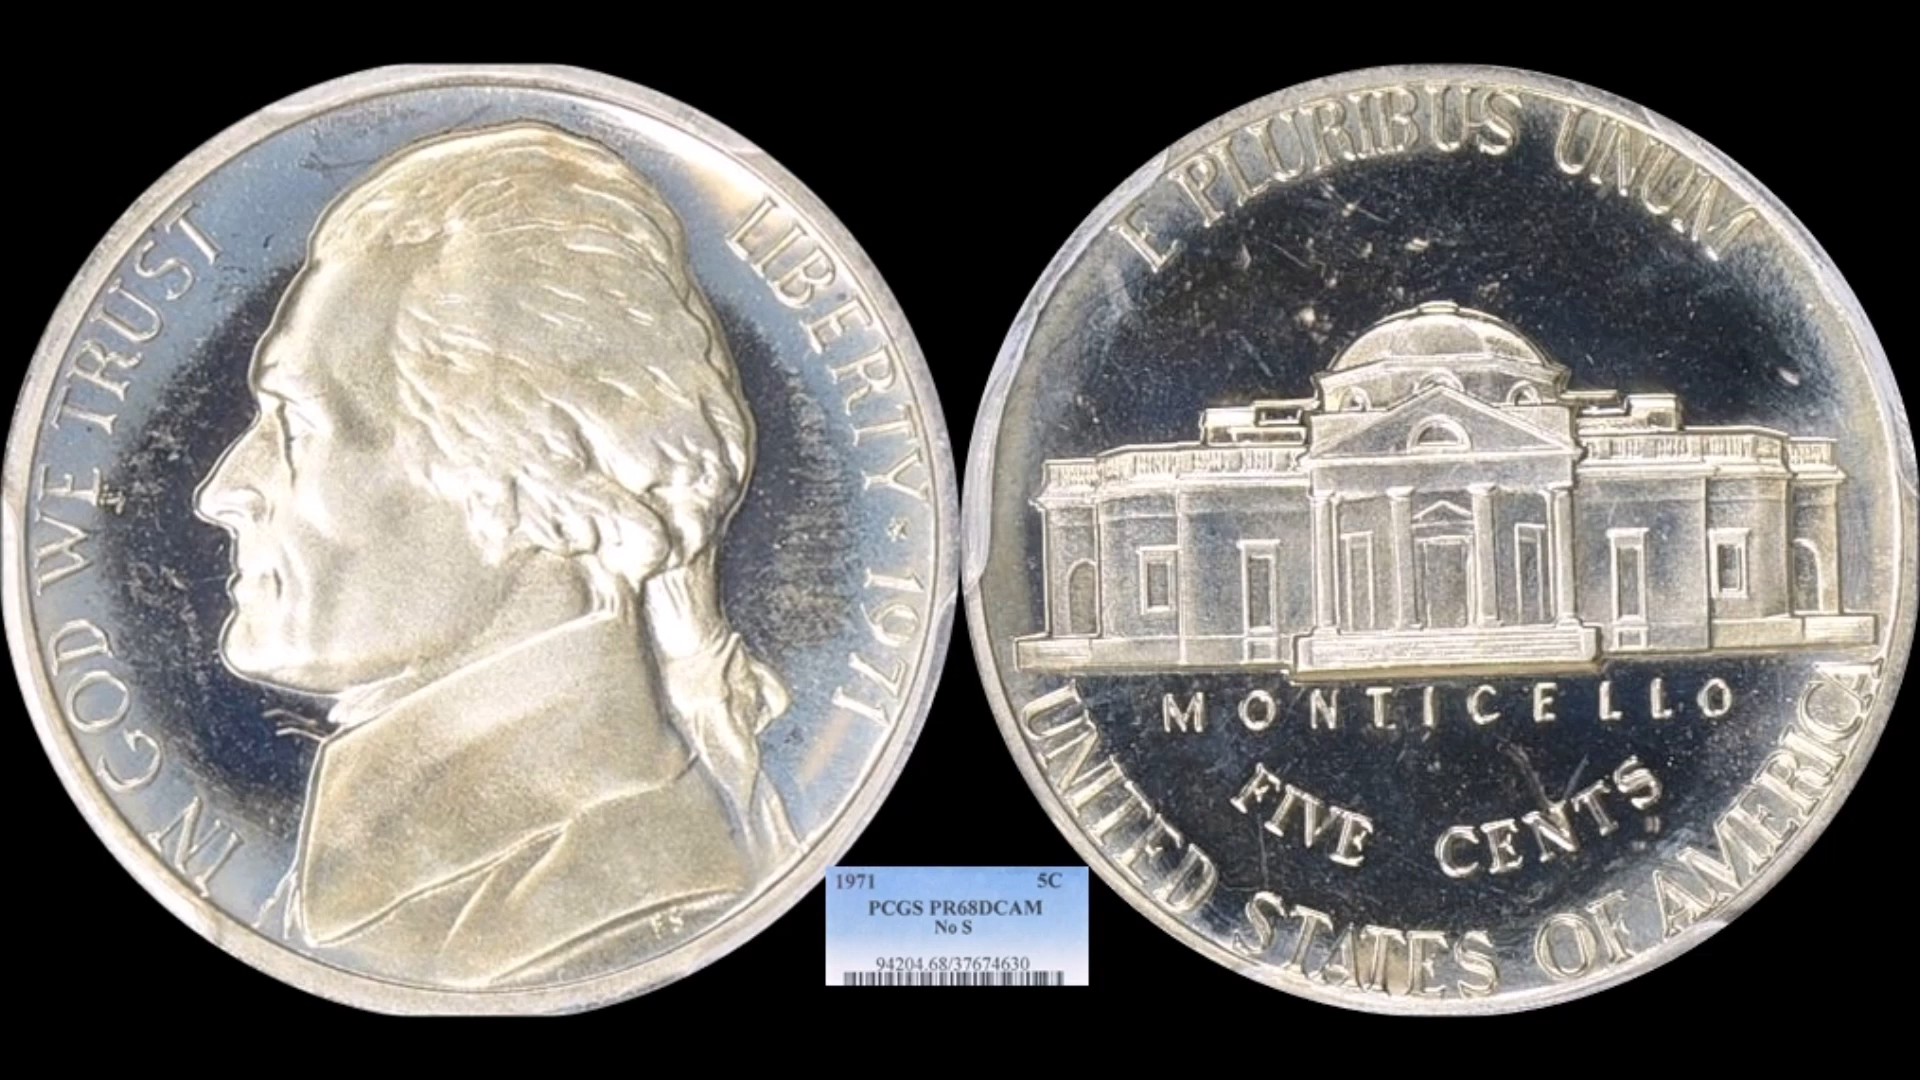 IN GOD WE TRUST
LIBERTY * 1971
FS
E PLURIBUS UNUM
MONTICELLO
FIVE CENTS
UNITED STATES OF AMERICA
1971 5C
PCGS PR68DCAM
No S
94204.68/37674630